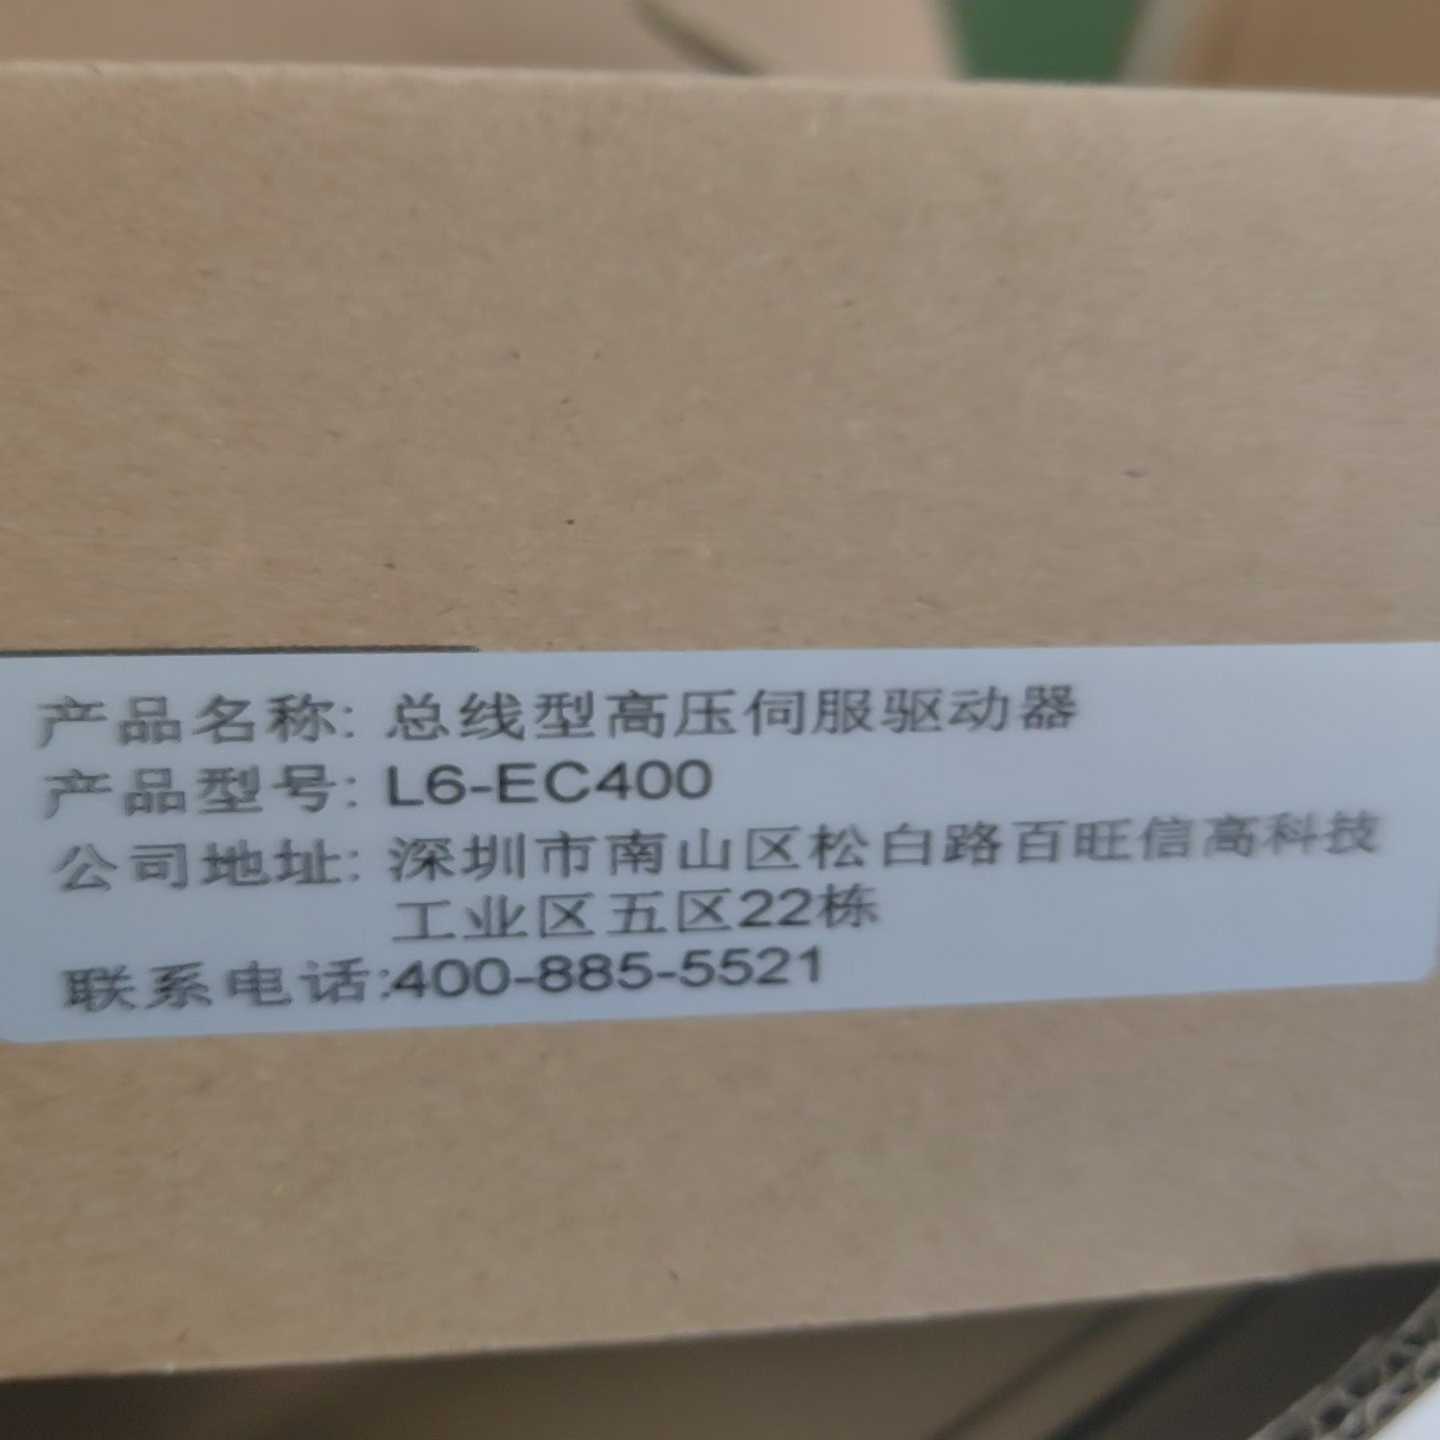 产品名称: 总线型高压伺服驱动器
产品型号: L6-EC400
公司地址: 深圳市南山区松白路百旺信高科技
工业区五区22栋
联系电话:400-885-5521